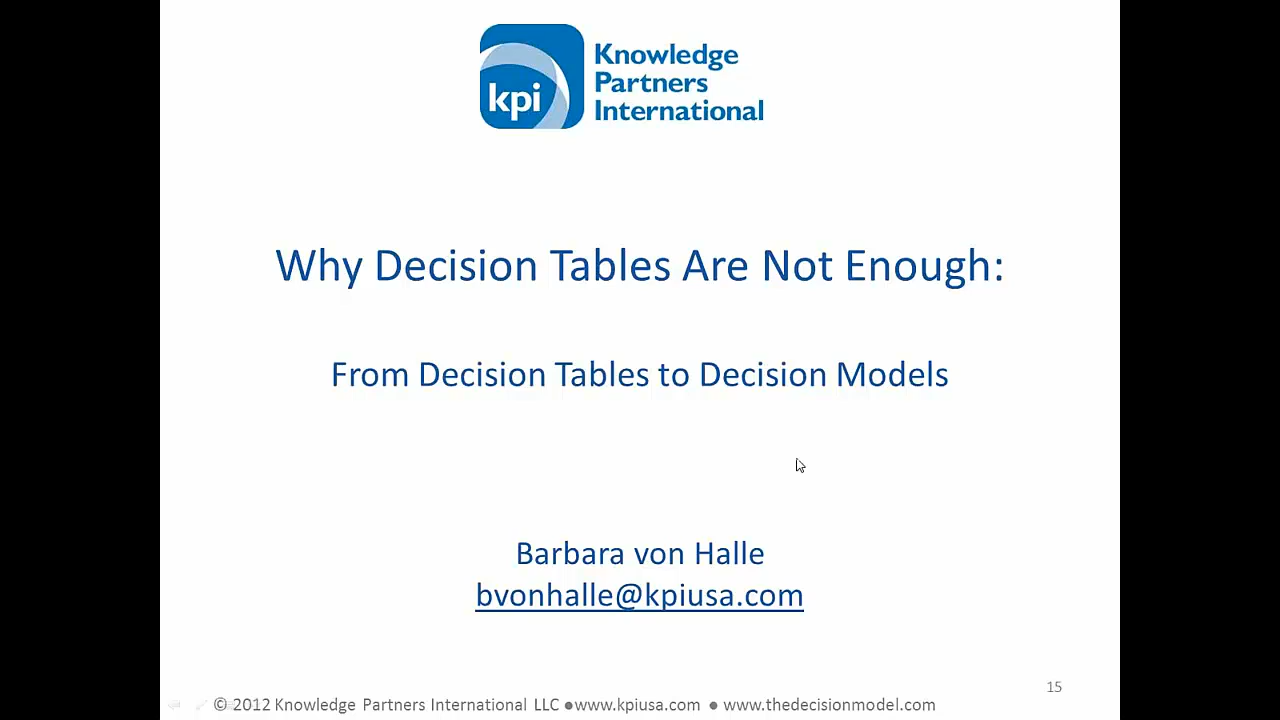 kpi
Knowledge
Partners
International
Why Decision Tables Are Not Enough:
From Decision Tables to Decision Models
Barbara von Halle
bvonhalle@kpiusa.com
15
© 2012 Knowledge Partners International LLC ●www.kpiusa.com ● www.thedecisionmodel.com